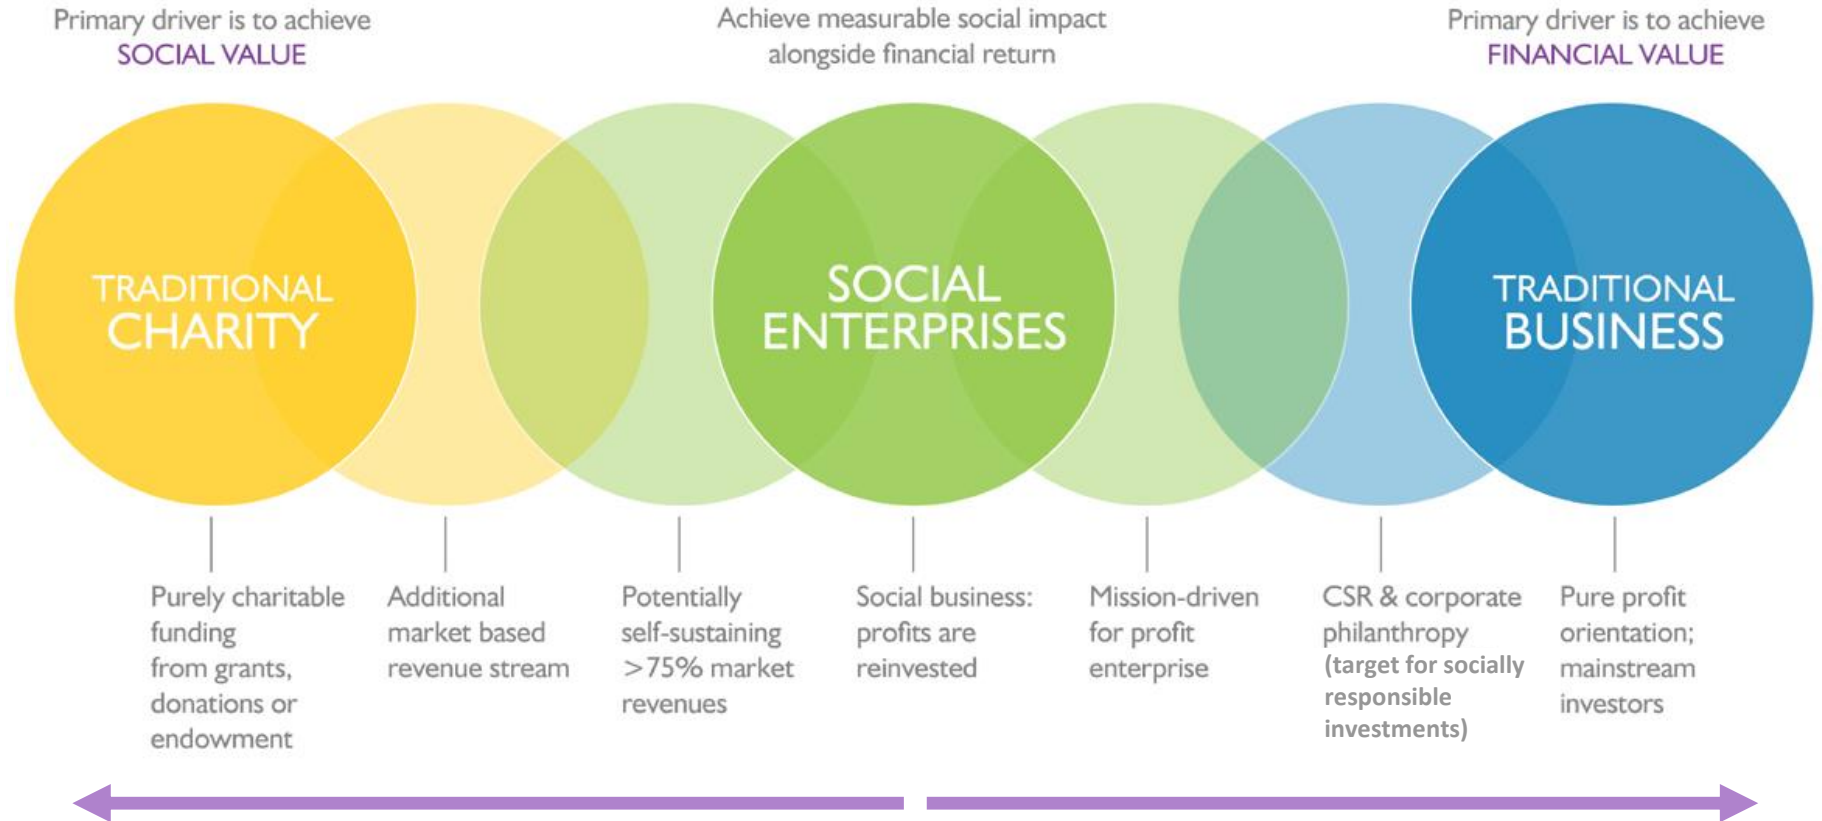 Primary driver is to achieve
SOCIAL VALUE
Achieve measurable social impact
alongside financial return
Primary driver is to achieve
FINANCIAL VALUE
TRADITIONAL
CHARITY
SOCIAL
ENTERPRISES
TRADITIONAL
BUSINESS
Purely charitable
funding
from grants,
donations or
endowment
Additional
market based
revenue stream
Potentially
self-sustaining
>75% market
revenues
Social business:
profits are
reinvested
Mission-driven
for profit
enterprise
CSR & corporate
philanthropy
(target for socially
responsible
investments)
Pure profit
orientation;
mainstream
investors